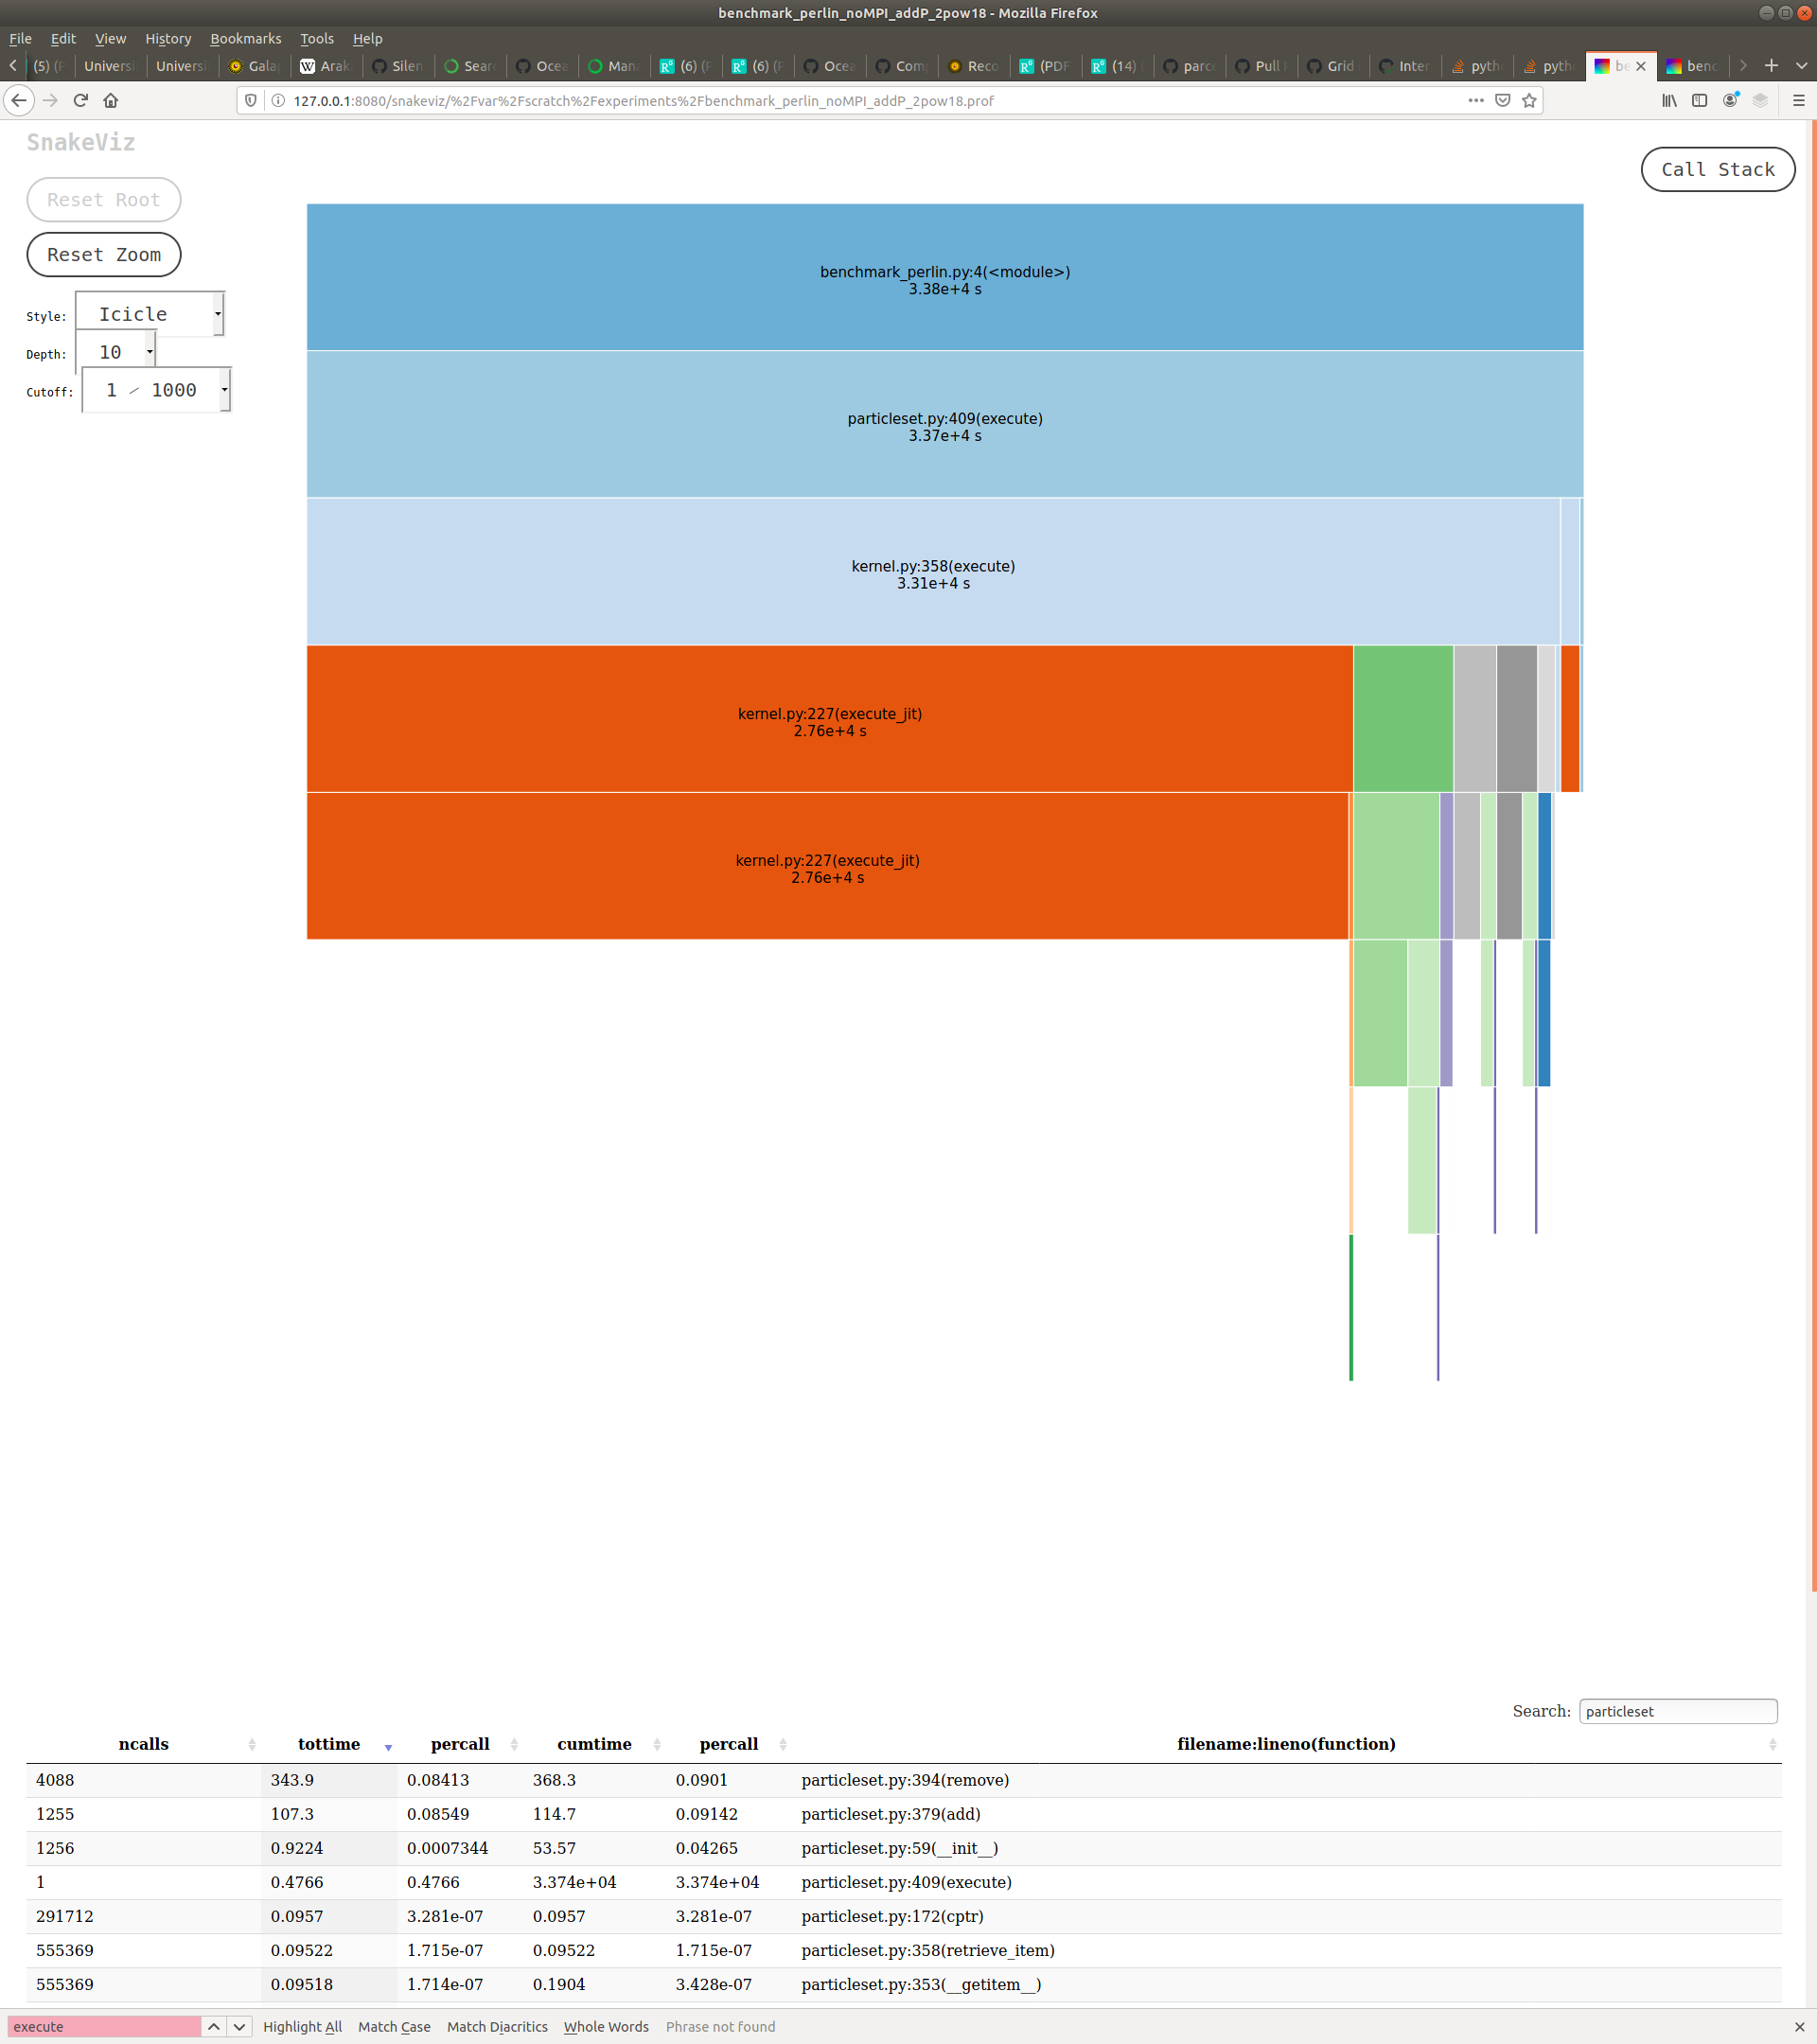 benchmark_perlin_noMPI_addP_2pow18 - Mozilla Firefox
File Edit View History Bookmarks Tools Help
(5) (F Universi Universi Gala Arak Silen Sear Ocea Mana (6) (F (6) (F Ocea Com Reco (PDF (14) parce Pull Grid Inter pyth pyth be benc
127.0.0.1:8080/snakeviz/%2Fvar%2Fscratch%2Fexperiments%2Fbenchmark_perlin_noMPI_addP_2pow18.prof
SnakeViz
Call Stack
Reset Root
Reset Zoom
Style: Icicle
Depth: 10
Cutoff: 1 / 1000
benchmark_perlin.py:4(<module>)
3.38e+4 s
particleset.py:409(execute)
3.37e+4 s
kernel.py:358(execute)
3.31e+4 s
kernel.py:227(execute_jit)
2.76e+4 s
kernel.py:227(execute_jit)
2.76e+4 s
Search: particleset
ncalls tottime percall cumtime percall filename:lineno(function)
4088 343.9 0.08413 368.3 0.0901 particleset.py:394(remove)
1255 107.3 0.08549 114.7 0.09142 particleset.py:379(add)
1256 0.9224 0.0007344 53.57 0.04265 particleset.py:59(__init__)
1 0.4766 0.4766 3.374e+04 3.374e+04 particleset.py:409(execute)
291712 0.0957 3.281e-07 0.0957 3.281e-07 particleset.py:172(cptr)
555369 0.09522 1.715e-07 0.09522 1.715e-07 particleset.py:358(retrieve_item)
555369 0.09518 1.714e-07 0.1904 3.428e-07 particleset.py:353(__getitem__)
execute Highlight All Match Case Match Diacritics Whole Words Phrase not found